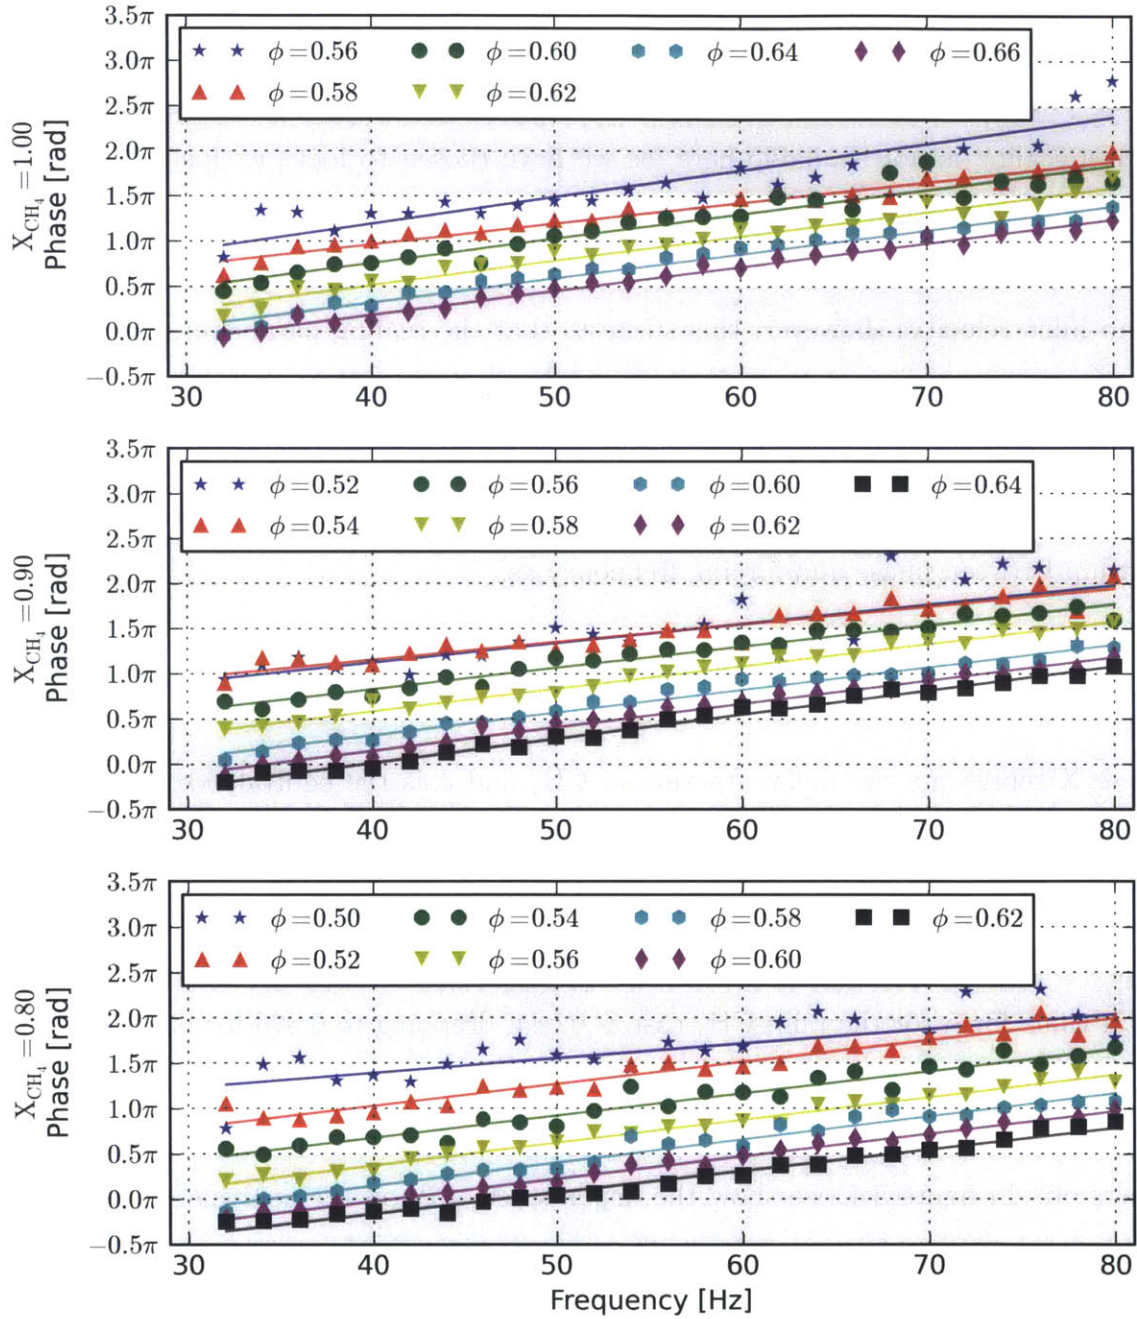 3.5π
3.0π
2.5π
2.0π
1.5π
1.0π
0.5π
0.0π
−0.5π
X_CH₄ = 1.00
Phase [rad]
ϕ=0.56 ϕ=0.60 ϕ=0.64 ϕ=0.66
ϕ=0.58 ϕ=0.62
30 40 50 60 70 80
3.5π
3.0π
2.5π
2.0π
1.5π
1.0π
0.5π
0.0π
−0.5π
X_CH₄ = 0.90
Phase [rad]
ϕ=0.52 ϕ=0.56 ϕ=0.60 ϕ=0.64
ϕ=0.54 ϕ=0.58 ϕ=0.62
30 40 50 60 70 80
3.5π
3.0π
2.5π
2.0π
1.5π
1.0π
0.5π
0.0π
−0.5π
X_CH₄ = 0.80
Phase [rad]
ϕ=0.50 ϕ=0.54 ϕ=0.58 ϕ=0.62
ϕ=0.52 ϕ=0.56 ϕ=0.60
30 40 50 60 70 80
Frequency [Hz]